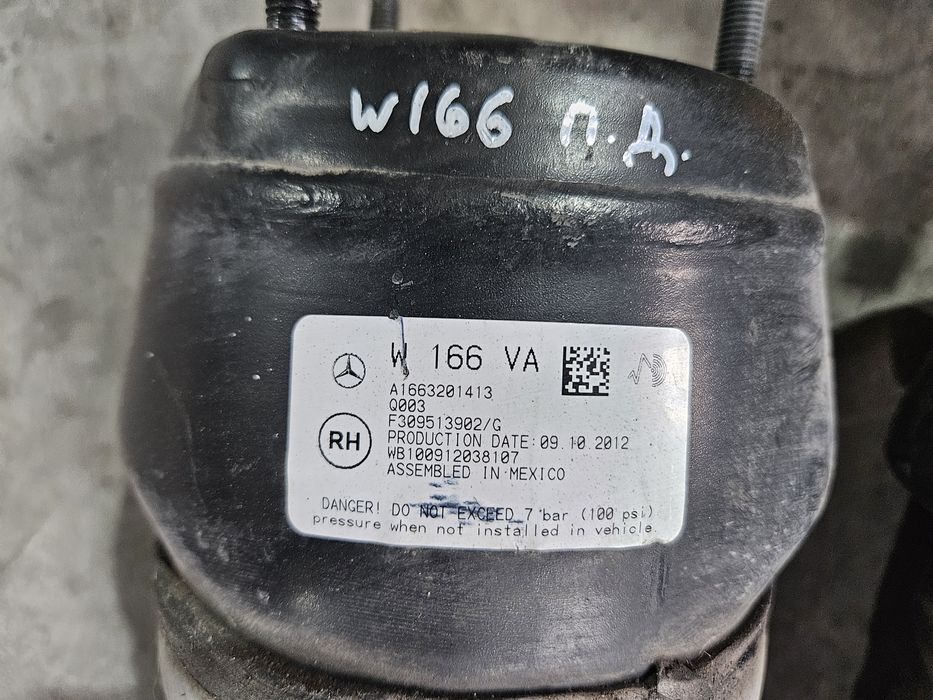 W166 П.Д.
W 166 VA
A1663201413
Q003
F309513902/G
RH
PRODUCTION DATE: 09.10.2012
WB100912038107
ASSEMBLED IN MEXICO
DANGER! DO NOT EXCEED 7 bar (100 psi)
pressure when not installed in vehicle.